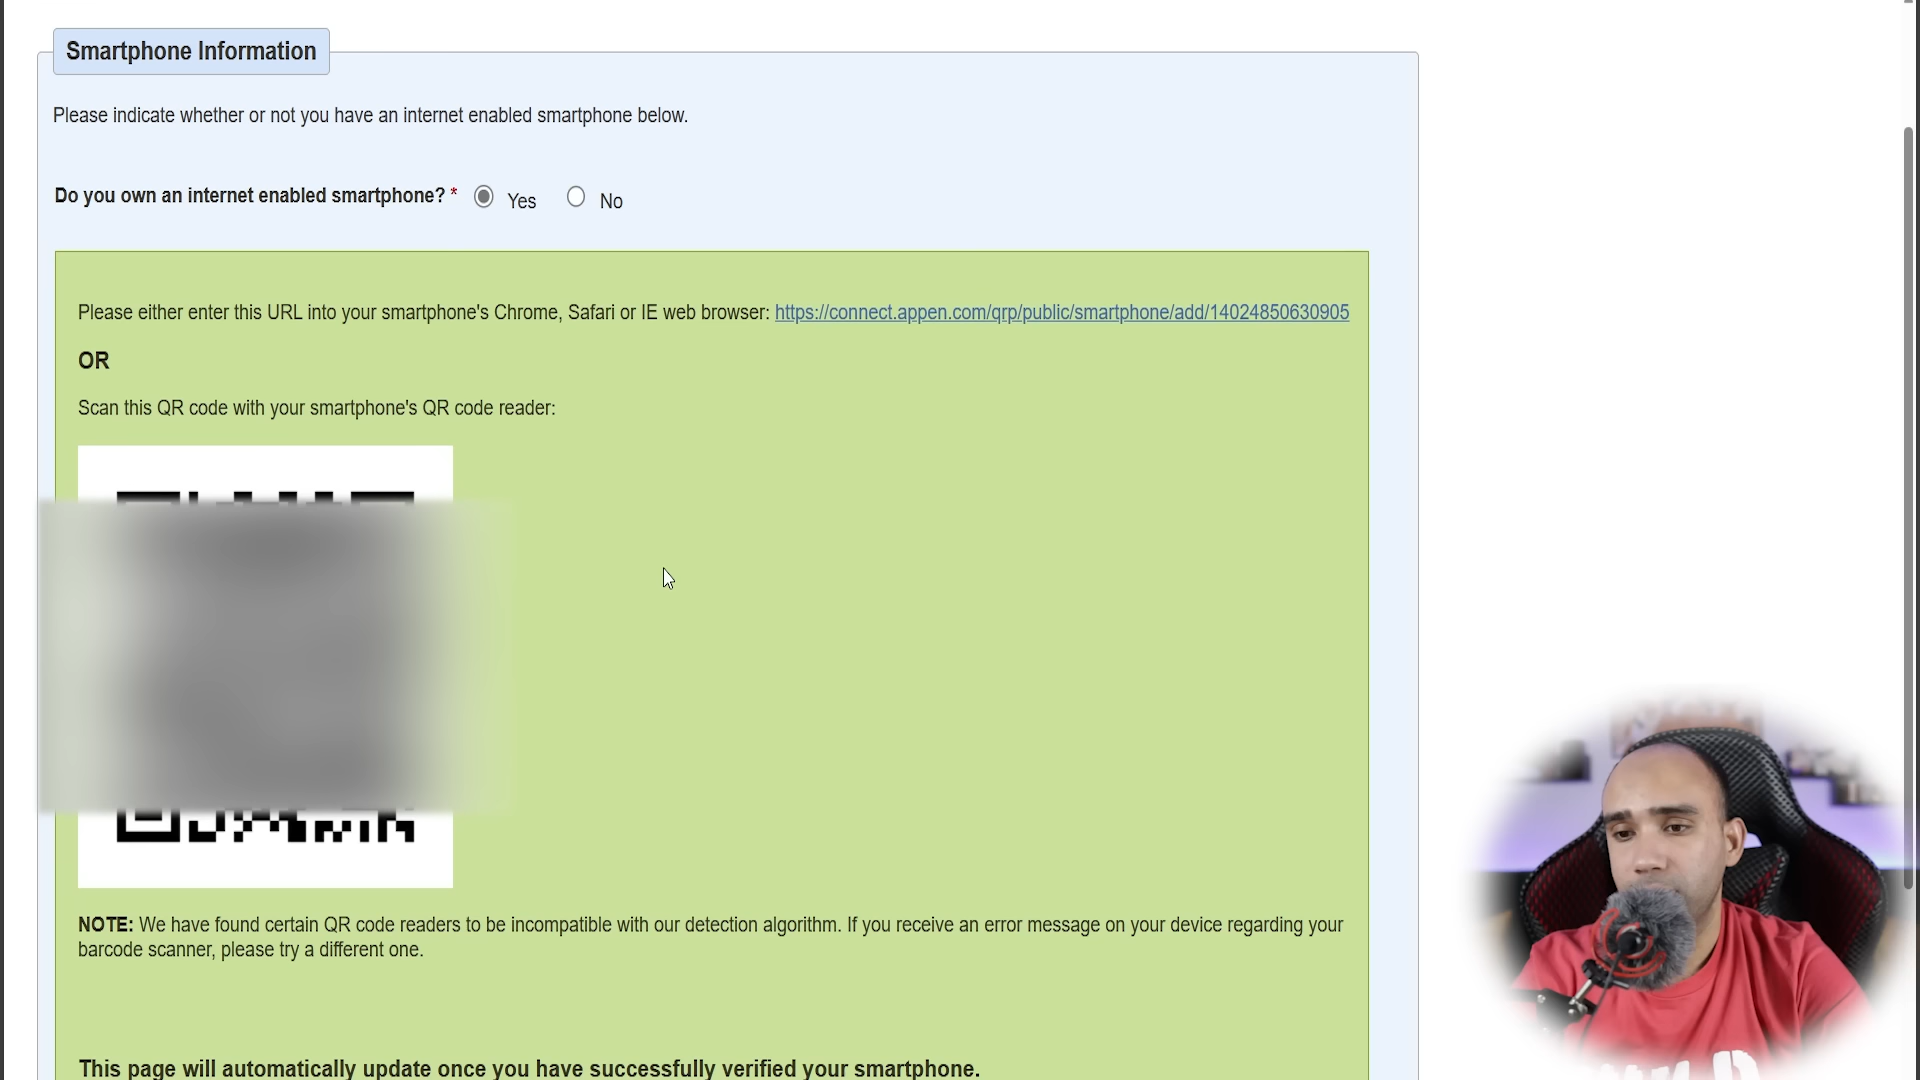 Smartphone Information
Please indicate whether or not you have an internet enabled smartphone below.
Do you own an internet enabled smartphone? * Yes No
Please either enter this URL into your smartphone's Chrome, Safari or IE web browser: https://connect.appen.com/qrp/public/smartphone/add/14024850630905
OR
Scan this QR code with your smartphone's QR code reader:
NOTE: We have found certain QR code readers to be incompatible with our detection algorithm. If you receive an error message on your device regarding your
barcode scanner, please try a different one.
This page will automatically update once you have successfully verified your smartphone.